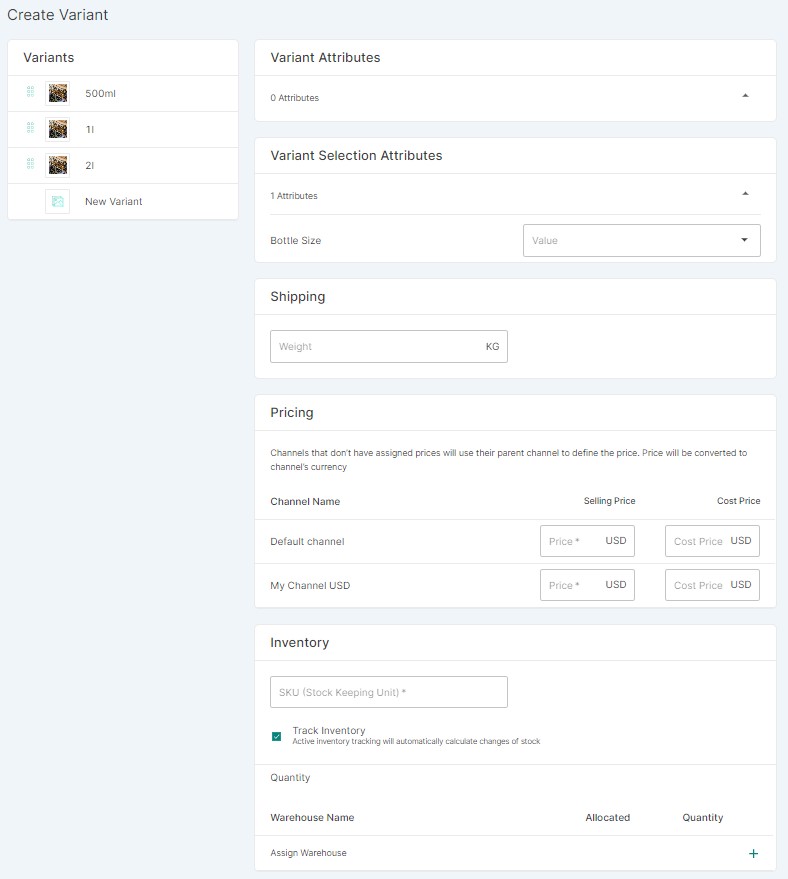 Create Variant
Variants
500ml
1l
2l
New Variant
Variant Attributes
0 Attributes
Variant Selection Attributes
1 Attributes
Bottle Size
Value
Shipping
Weight KG
Pricing
Channels that don't have assigned prices will use their parent channel to define the price. Price will be converted to
channel's currency
Channel Name Selling Price Cost Price
Default channel Price * USD Cost Price USD
My Channel USD Price * USD Cost Price USD
Inventory
SKU (Stock Keeping Unit) *
Track Inventory
Active inventory tracking will automatically calculate changes of stock
Quantity
Warehouse Name Allocated Quantity
Assign Warehouse